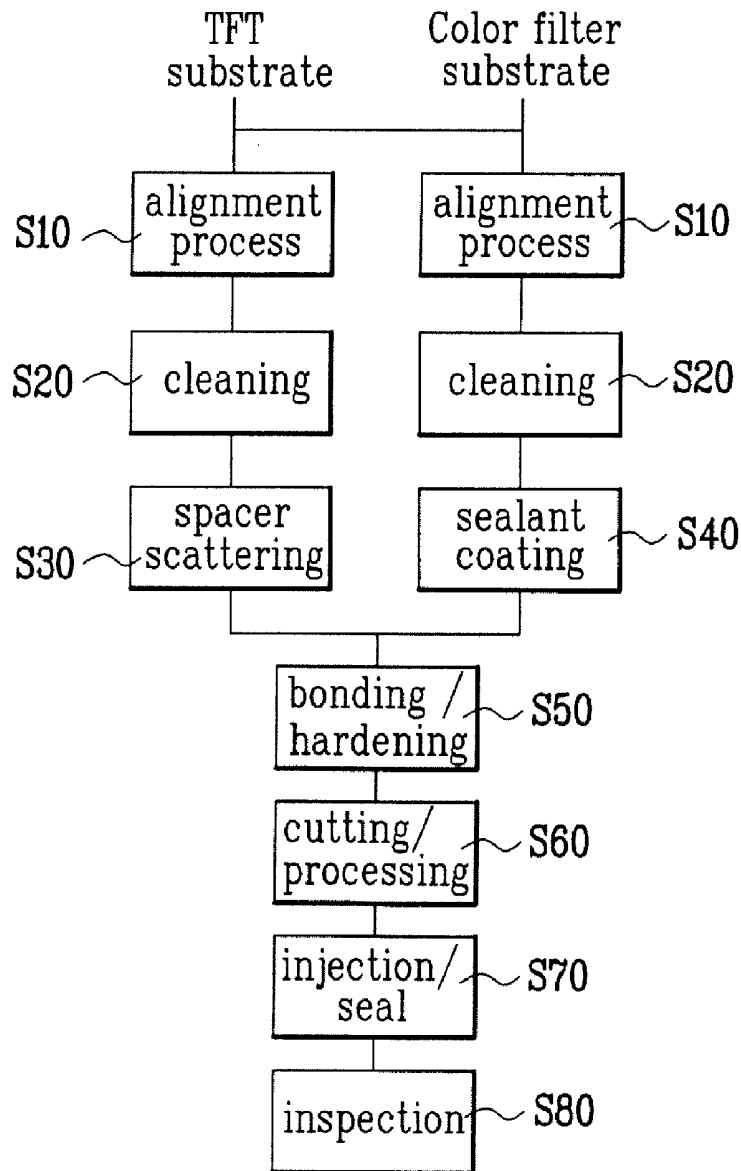 TFT
substrate
Color filter
substrate
S10
alignment
process
alignment
process
S10
S20
cleaning
cleaning
S20
S30
spacer
scattering
sealant
coating
S40
bonding /
hardening
S50
cutting /
processing
S60
injection /
seal
S70
inspection
S80